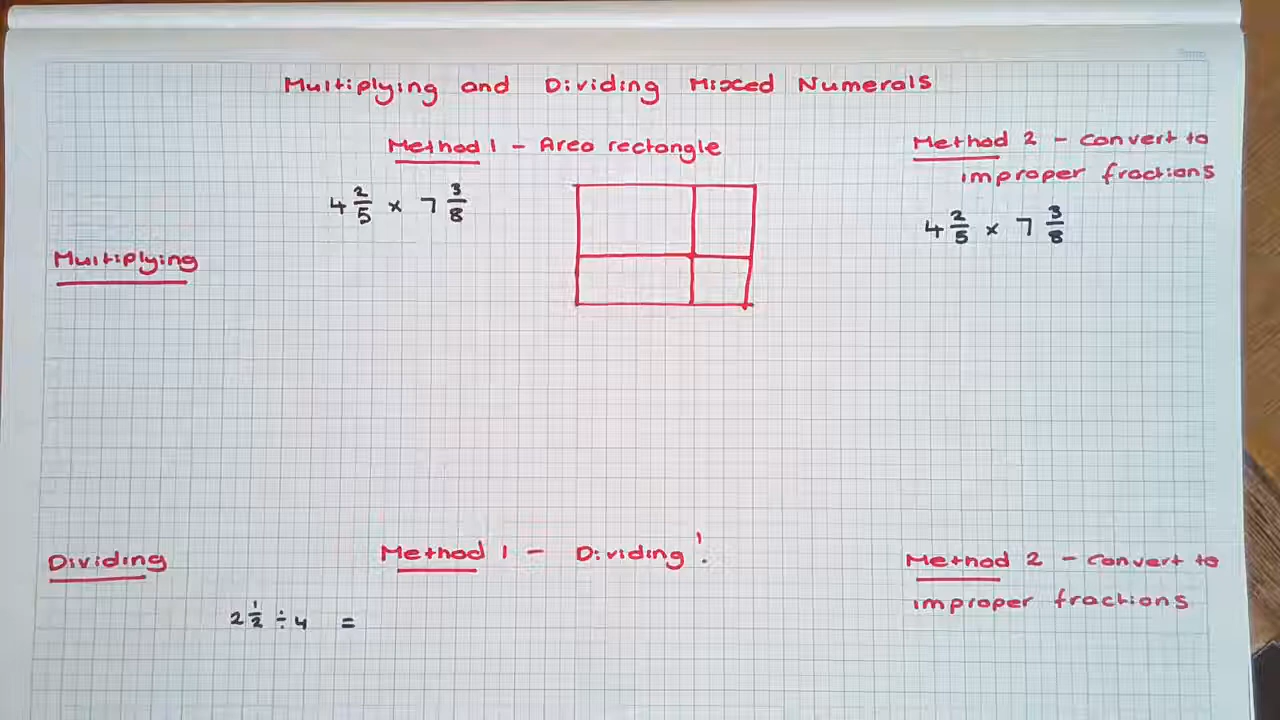 Multiplying and Dividing Mixed Numerals
Method 1 - Area rectangle
Method 2 - convert to
improper fractions
4 2/5 × 7 3/8
4 2/5 × 7 3/8
Multiplying
Dividing
Method 1 - Dividing'.
Method 2 - convert to
improper fractions
2 1/2 ÷ 4 =